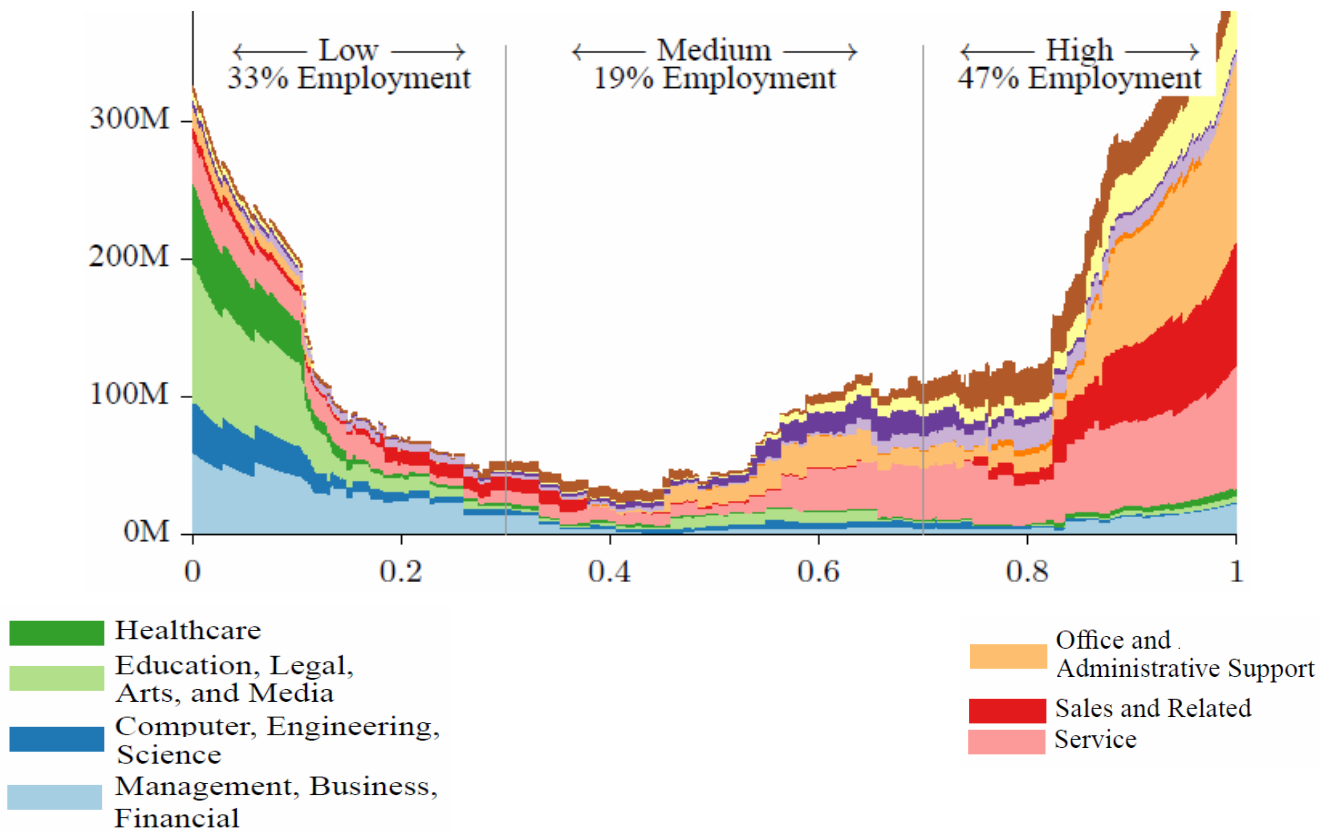 Low
33% Employment
Medium
19% Employment
High
47% Employment
300M
200M
100M
0M
0
0.2
0.4
0.6
0.8
1
Healthcare
Education, Legal,
Arts, and Media
Computer, Engineering,
Science
Management, Business,
Financial
Office and
Administrative Support
Sales and Related
Service